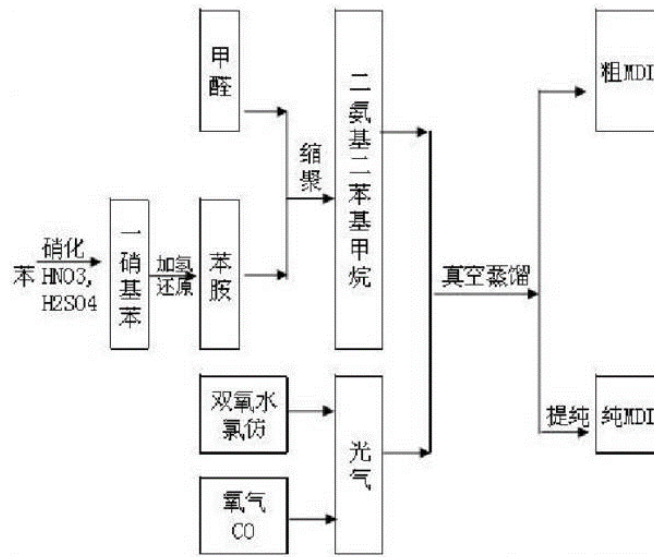 甲醛
二氨基二苯基甲烷
粗MDI
缩聚
硝化
苯
HNO3,
H2SO4
一硝基苯
加氢
还原
苯胺
真空蒸馏
双氧水
氯仿
光气
提纯
纯MDI
氧气
CO